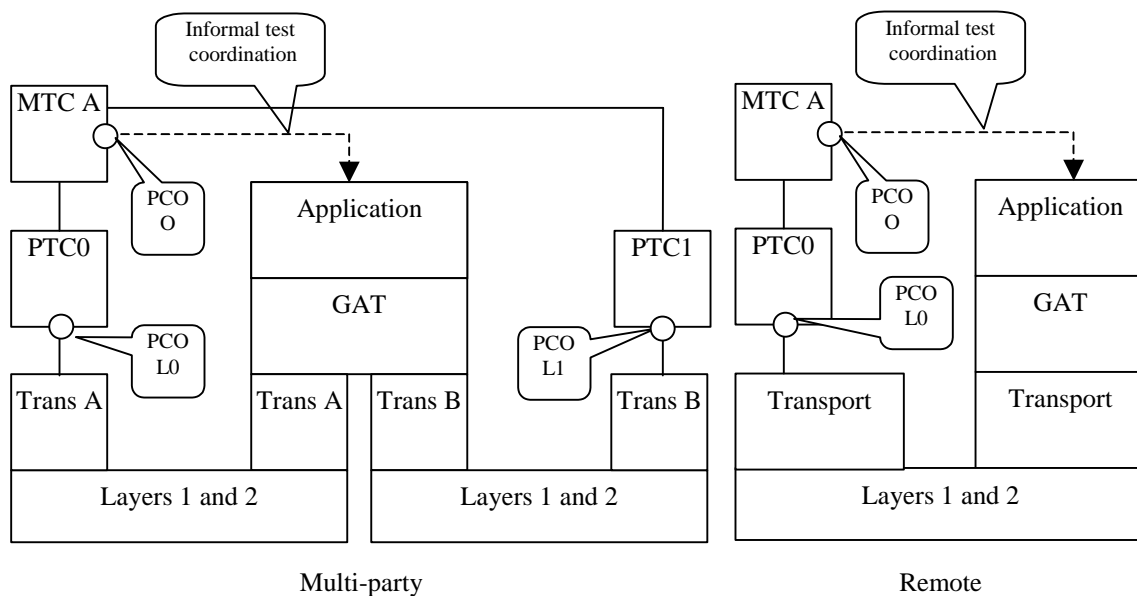 Informal test
coordination
MTC A
PCO
O
Application
PTC0
PTC1
GAT
PCO
L0
PCO
L1
Trans A
Trans A
Trans B
Trans B
Layers 1 and 2
Layers 1 and 2
Multi-party
Informal test
coordination
MTC A
PCO
O
Application
PTC0
PCO
L0
GAT
Transport
Transport
Layers 1 and 2
Remote